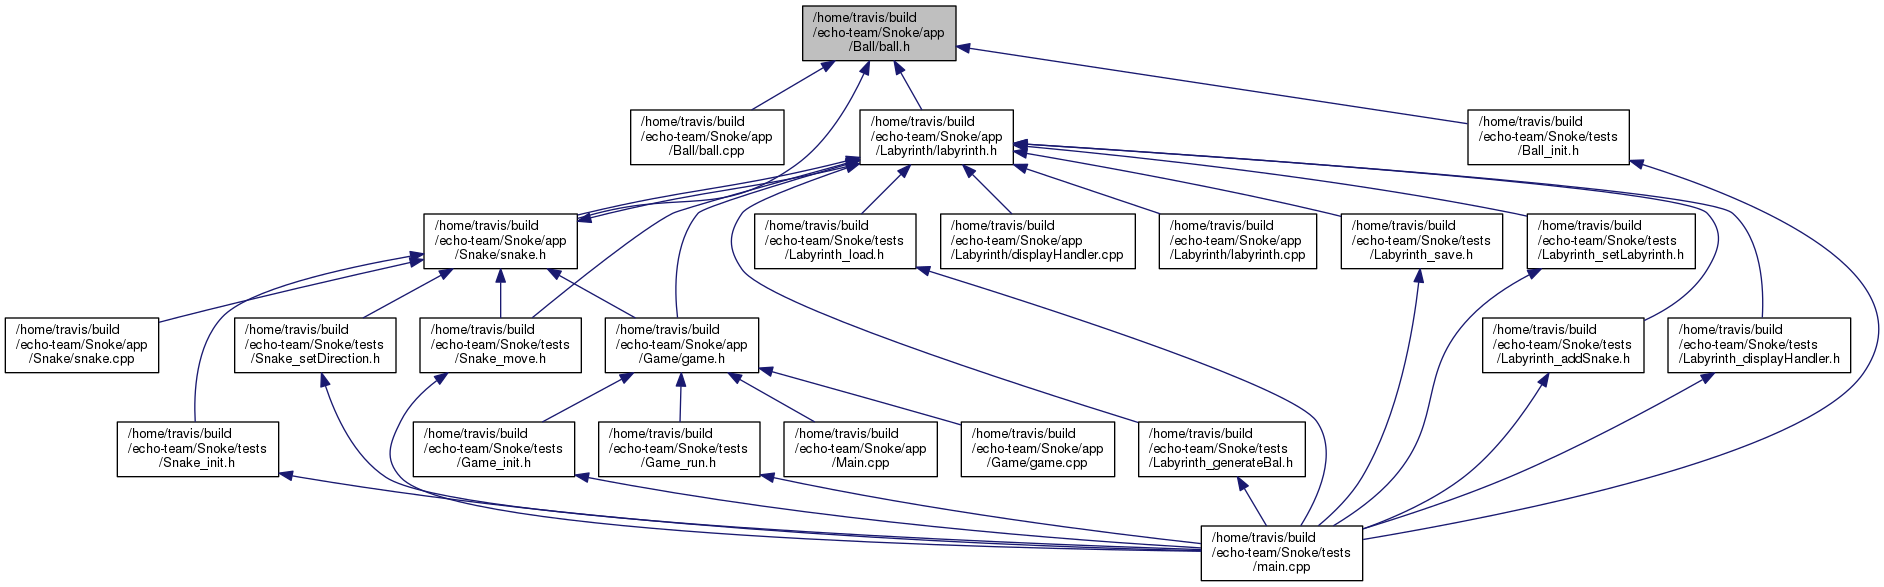 /home/travis/build
/echo-team/Snoke/app
/Ball/ball.h
/home/travis/build
/echo-team/Snoke/app
/Ball/ball.cpp
/home/travis/build
/echo-team/Snoke/app
/Labyrinth/labyrinth.h
/home/travis/build
/echo-team/Snoke/tests
/Ball_init.h
/home/travis/build
/echo-team/Snoke/app
/Snake/snake.h
/home/travis/build
/echo-team/Snoke/tests
/Labyrinth_load.h
/home/travis/build
/echo-team/Snoke/app
/Labyrinth/displayHandler.cpp
/home/travis/build
/echo-team/Snoke/app
/Labyrinth/labyrinth.cpp
/home/travis/build
/echo-team/Snoke/tests
/Labyrinth_save.h
/home/travis/build
/echo-team/Snoke/tests
/Labyrinth_setLabyrinth.h
/home/travis/build
/echo-team/Snoke/app
/Snake/snake.cpp
/home/travis/build
/echo-team/Snoke/tests
/Snake_setDirection.h
/home/travis/build
/echo-team/Snoke/tests
/Snake_move.h
/home/travis/build
/echo-team/Snoke/app
/Game/game.h
/home/travis/build
/echo-team/Snoke/tests
/Labyrinth_addSnake.h
/home/travis/build
/echo-team/Snoke/tests
/Labyrinth_displayHandler.h
/home/travis/build
/echo-team/Snoke/tests
/Snake_init.h
/home/travis/build
/echo-team/Snoke/tests
/Game_init.h
/home/travis/build
/echo-team/Snoke/tests
/Game_run.h
/home/travis/build
/echo-team/Snoke/app
/Main.cpp
/home/travis/build
/echo-team/Snoke/app
/Game/game.cpp
/home/travis/build
/echo-team/Snoke/tests
/Labyrinth_generateBal.h
/home/travis/build
/echo-team/Snoke/tests
/main.cpp